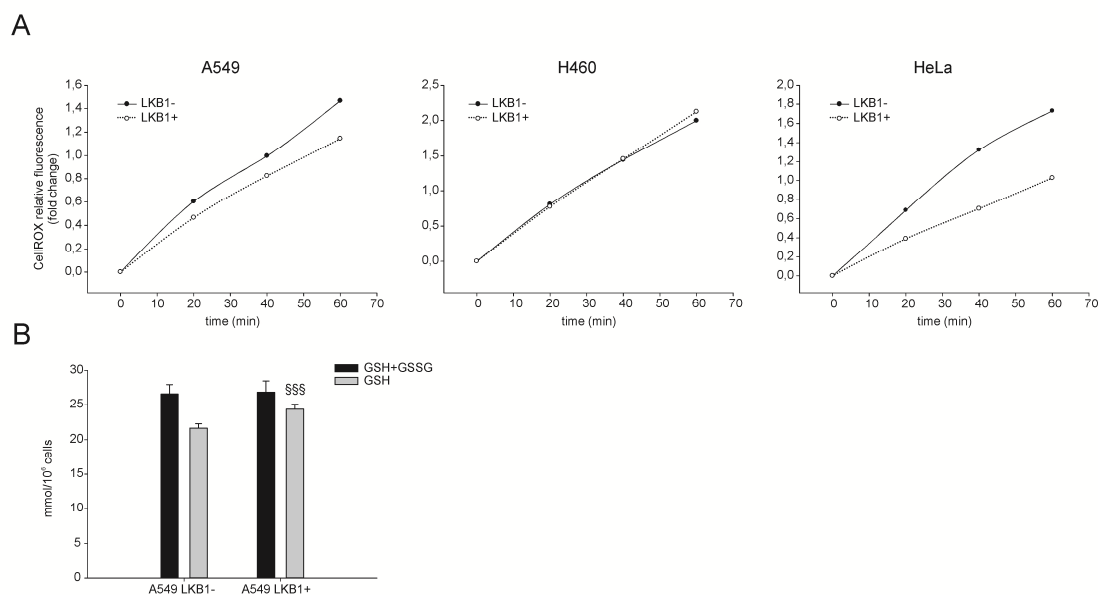 A
A549
CellROX relative fluorescence
(fold change)
1,6
1,4
1,2
1,0
0,8
0,6
0,4
0,2
0,0
LKB1-
LKB1+
0 10 20 30 40 50 60 70
time (min)
H460
2,5
2,0
1,5
1,0
0,5
0,0
LKB1-
LKB1+
0 10 20 30 40 50 60 70
time (min)
HeLa
2,0
1,8
1,6
1,4
1,2
1,0
0,8
0,6
0,4
0,2
0,0
LKB1-
LKB1+
0 10 20 30 40 50 60 70
time (min)
B
mmol/10⁶ cells
30
25
20
15
10
5
0
§§§
GSH+GSSG
GSH
A549 LKB1- A549 LKB1+